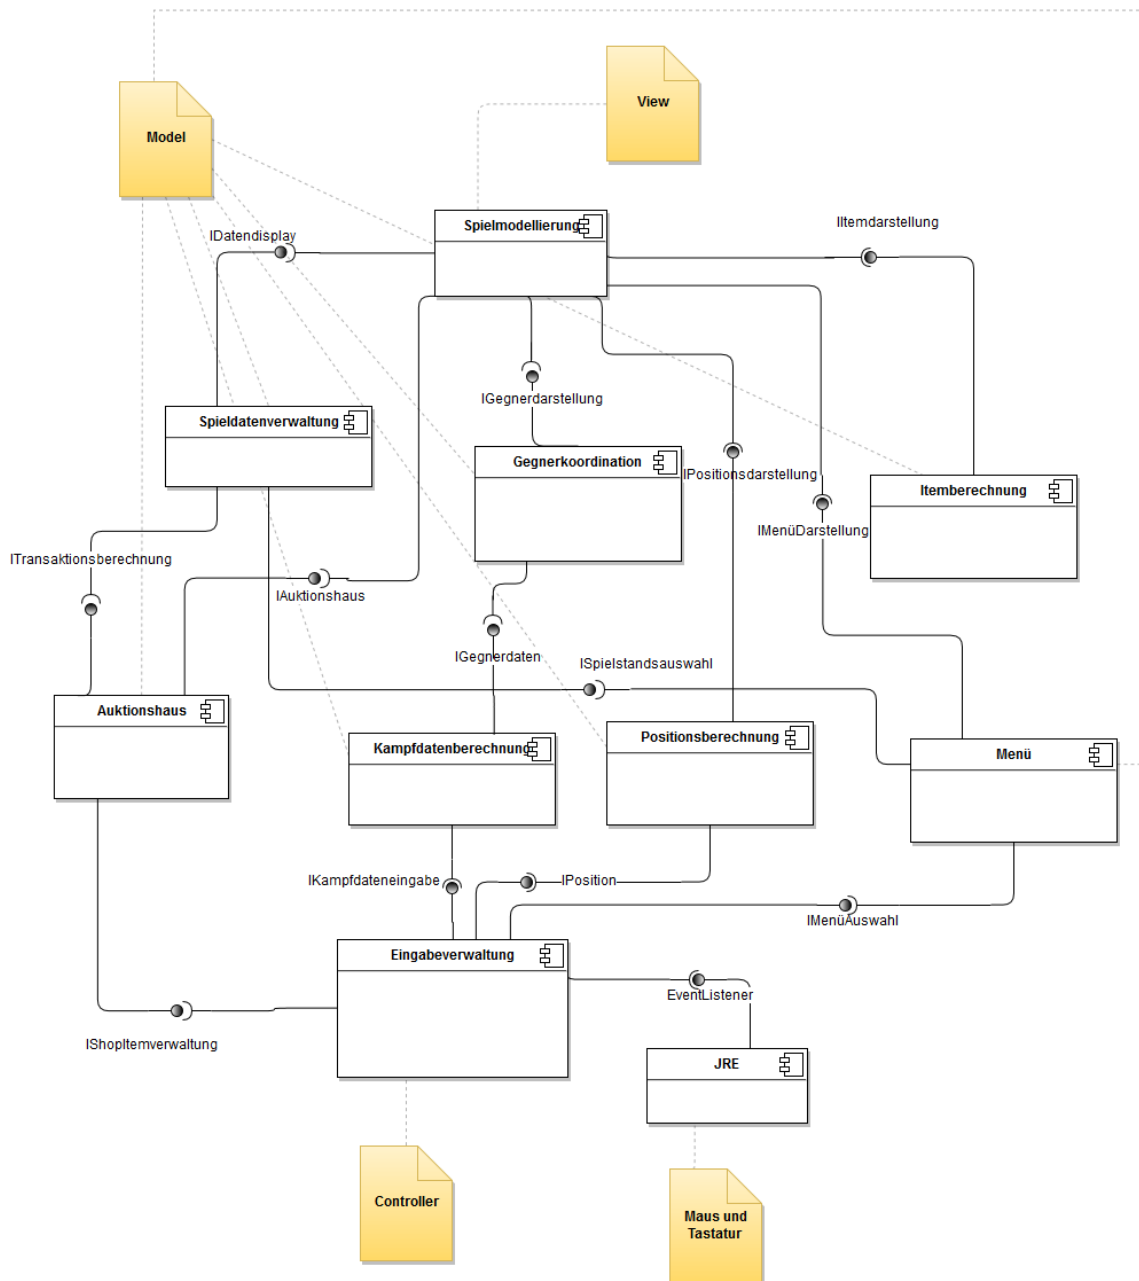 View
Model
Spielmodellierung
IItemdarstellung
IDatendisplay
IGegnerdarstellung
Spieldatenverwaltung
Gegnerkoordination
IPositionsdarstellung
Itemberechnung
IMenüDarstellung
ITransaktionsberechnung
IAuktionshaus
IGegnerdaten
ISpielstandsauswahl
Auktionshaus
Kampfdatenberechnung
Positionsberechnung
Menü
IKampfdateneingabe
IPosition
IMenüAuswahl
Eingabeverwaltung
EventListener
IShopItemverwaltung
JRE
Controller
Maus und
Tastatur